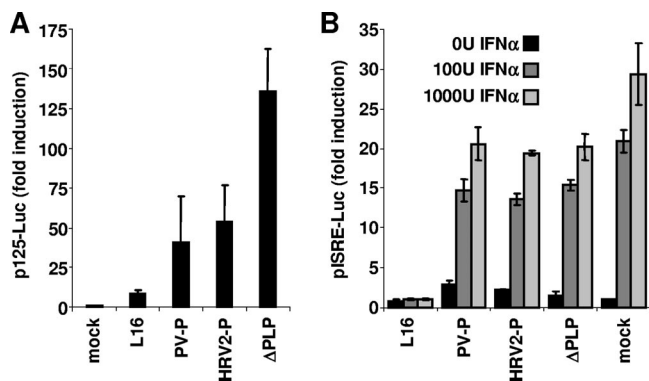 A
p125-Luc (fold induction)
175
150
125
100
75
50
25
0
mock
L16
PV-P
HRV2-P
ΔPLP
B
pISRE-Luc (fold induction)
35
30
25
20
15
10
5
0
0U IFNα
100U IFNα
1000U IFNα
L16
PV-P
HRV2-P
ΔPLP
mock